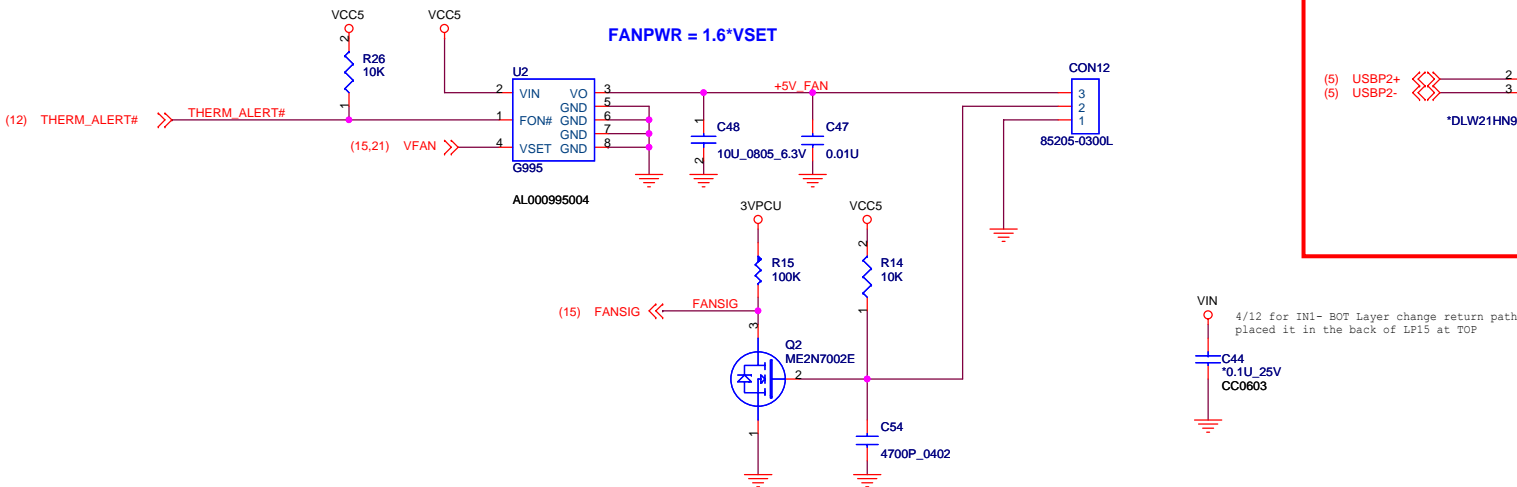 VCC5
VCC5
FANPWR = 1.6*VSET
2
R26
10K
1
U2
2 VIN VO 3
GND 5
1 FON# GND 6
GND 7
4 VSET GND 8
G995
AL000995004
(12) THERM_ALERT#
THERM_ALERT#
(15,21) VFAN
+5V_FAN
1
C48
2
10U_0805_6.3V
C47
0.01U
CON12
3
2
1
85205-0300L
(5) USBP2+
2
(5) USBP2-
3
*DLW21HN9
3VPCU
VCC5
R15
100K
2
R14
10K
1
(15) FANSIG
FANSIG
3
Q2
ME2N7002E
2
1
C54
4700P_0402
VIN
4/12 for IN1- BOT Layer change return path
placed it in the back of LP15 at TOP
C44
*0.1U_25V
CC0603